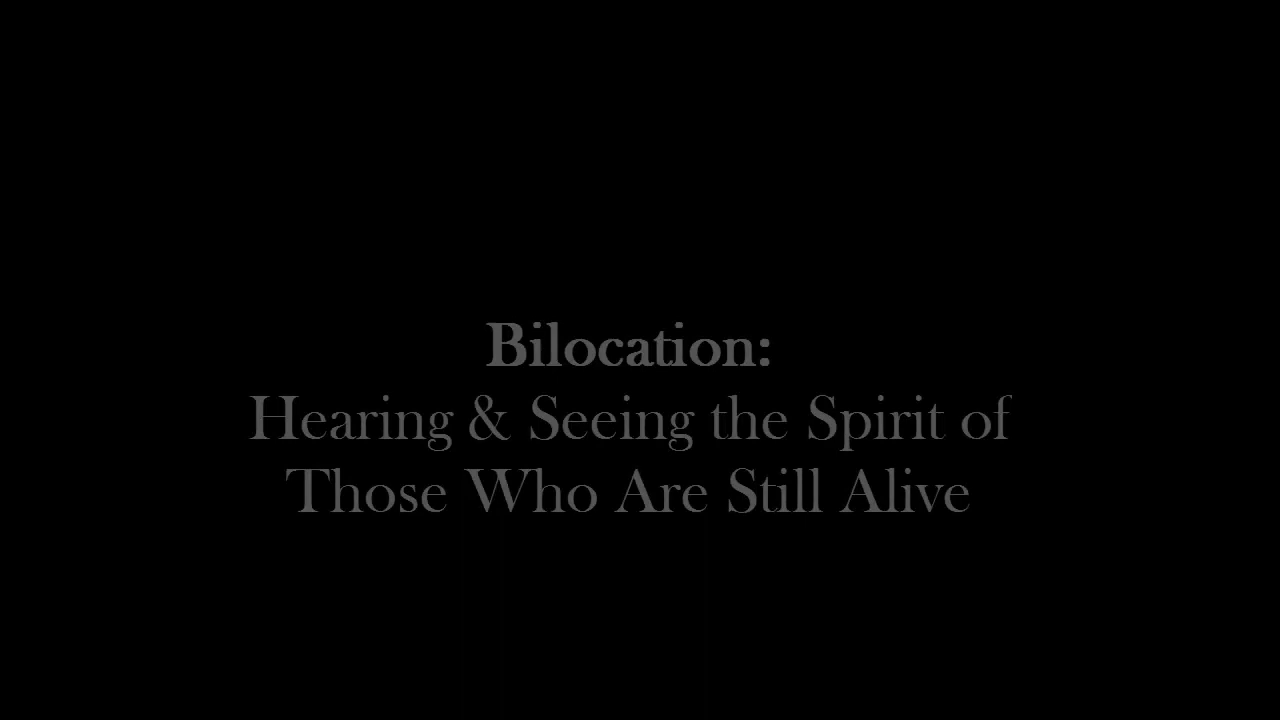 Bilocation:
Hearing & Seeing the Spirit of
Those Who Are Still Alive